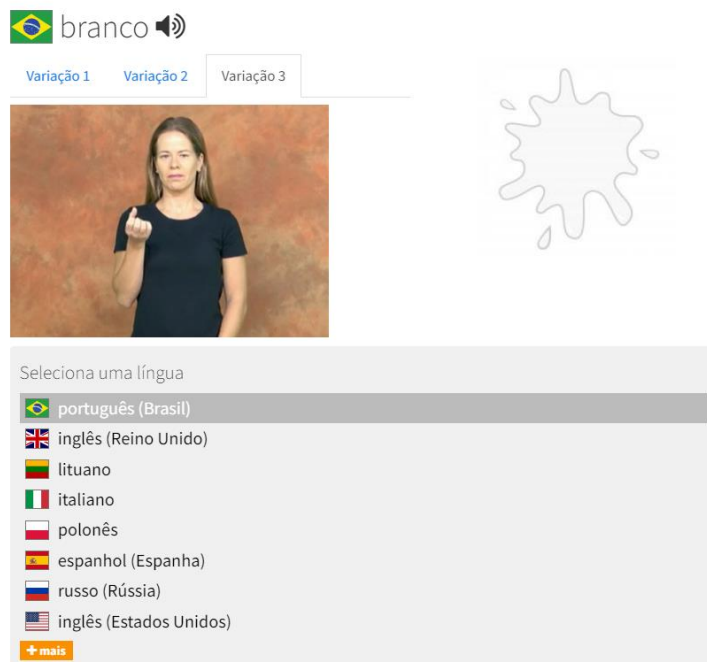 branco
Variação 1 Variação 2 Variação 3
Seleciona uma língua
português (Brasil)
inglês (Reino Unido)
lituano
italiano
polonês
espanhol (Espanha)
russo (Rússia)
inglês (Estados Unidos)
+ mais